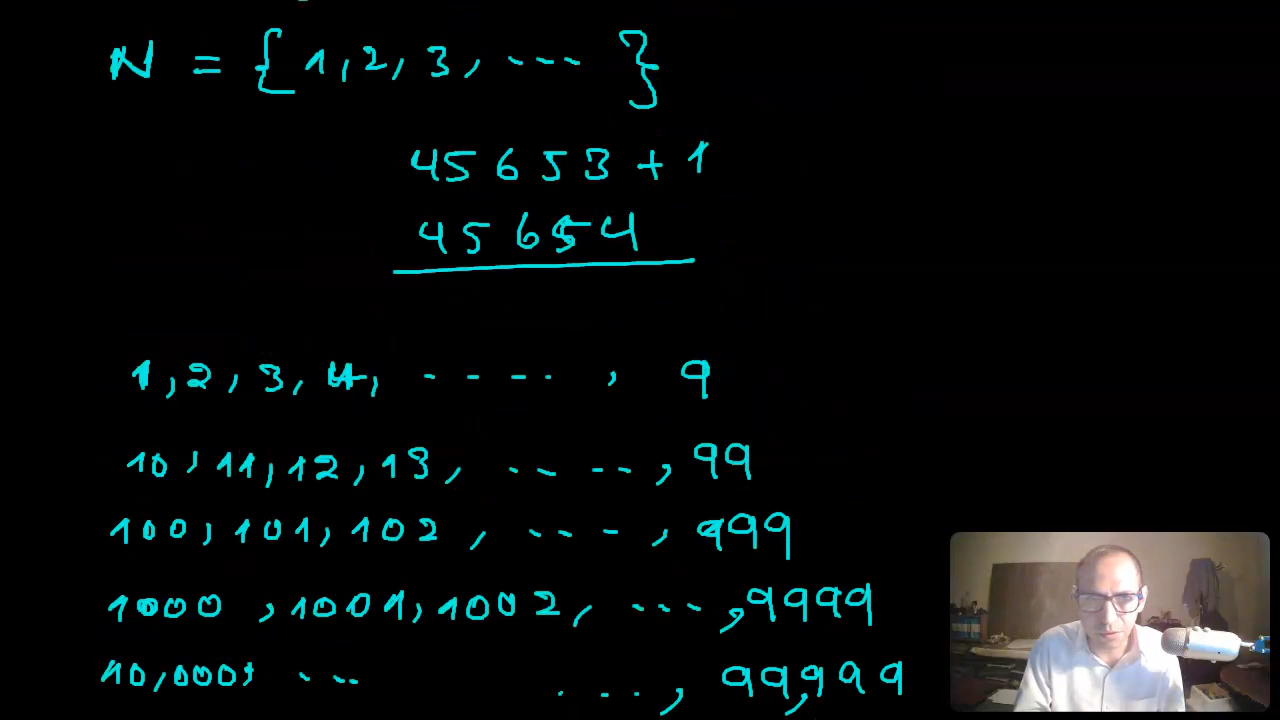 N = { 1, 2, 3, ... }
45653 + 1
45654
1, 2, 3, 4, ...., 9
10, 11, 12, 13, ....., 99
100, 101, 102, ...., 999
1000, 1001, 1002, ...., 9999
10,000, ... ..., 99,999